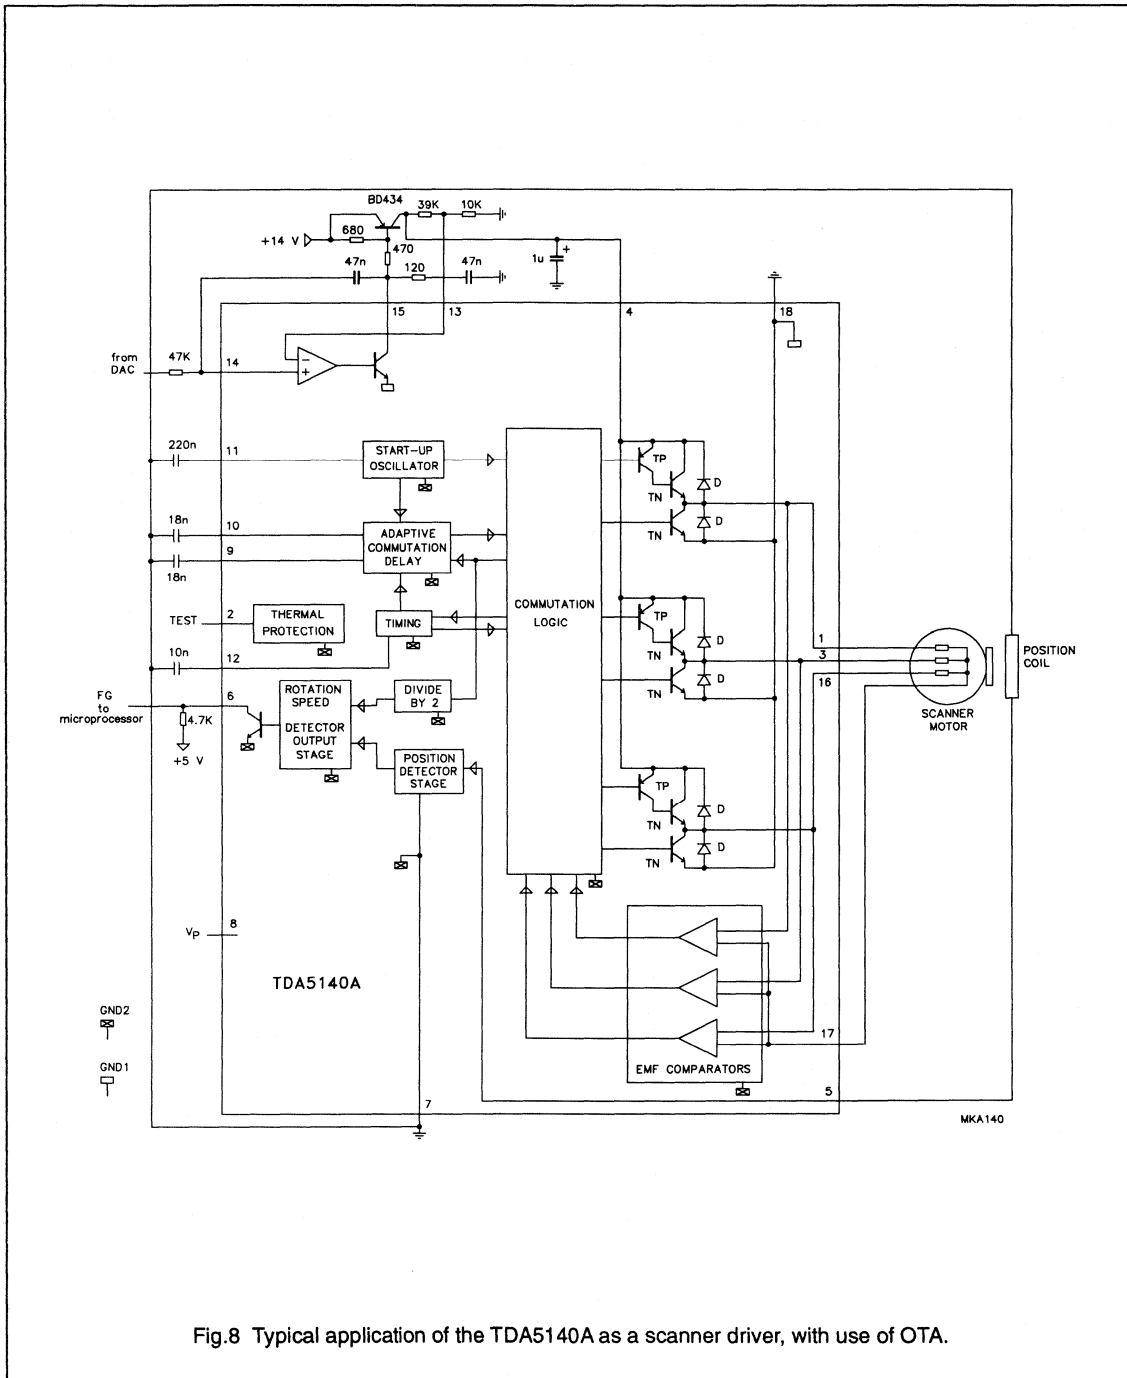 BD434
39K
10K
+14 V
680
470
47n
120
47n
1u
+
15
13
4
18
from
DAC
47K
14
−
+
220n
11
START-UP
OSCILLATOR
TP
TN
D
TN
D
18n
10
ADAPTIVE
COMMUTATION
DELAY
9
18n
COMMUTATION
LOGIC
TEST
2
THERMAL
PROTECTION
TIMING
TP
TN
D
TN
D
10n
12
1
3
16
POSITION
COIL
SCANNER
MOTOR
FG
to
microprocessor
6
4.7K
+5 V
ROTATION
SPEED
DETECTOR
OUTPUT
STAGE
DIVIDE
BY 2
POSITION
DETECTOR
STAGE
TP
TN
D
TN
D
VP
8
TDA5140A
GND2
GND1
17
EMF COMPARATORS
7
5
MKA140
Fig.8 Typical application of the TDA5140A as a scanner driver, with use of OTA.